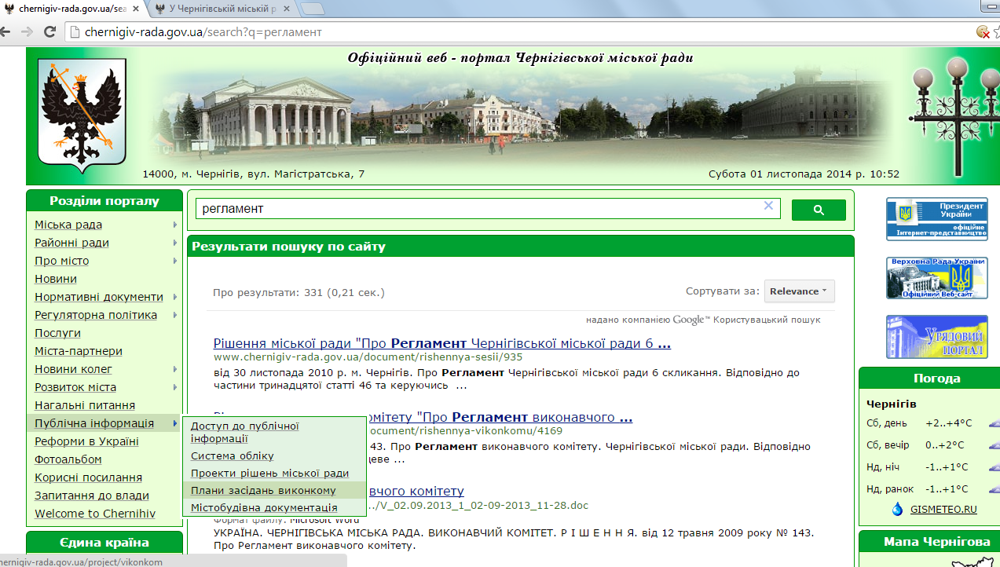 chernigiv-rada.gov.ua/sea
У Чернігівській міській р
chernigiv-rada.gov.ua/search?q=регламент
Офіційний веб - портал Чернігівської міської ради
14000, м. Чернігів, вул. Магістратська, 7
Субота 01 листопада 2014 р. 10:52
Розділи порталу
Міська рада
Районні ради
Про місто
Новини
Нормативні документи
Регуляторна політика
Послуги
Міста-партнери
Новини колег
Розвиток міста
Нагальні питання
Публічна інформація
Реформи в Україні
Фотоальбом
Корисні посилання
Запитання до влади
Welcome to Chernihiv
Єдина країна
Доступ до публічної
інформації
Система обліку
Проекти рішень міської ради
Плани засідань виконкому
Містобудівна документація
регламент
Результати пошуку по сайту
Про результати: 331 (0,21 сек.)
Сортувати за:
Relevance
надано компанією Google™ Користувацький пошук
Рішення міської ради "Про Регламент Чернігівської міської ради 6 ...
www.chernigiv-rada.gov.ua/document/rishennya-sesii/935
від 30 листопада 2010 р. м. Чернігів. Про Регламент Чернігівської міської ради 6 скликання. Відповідно до
частини тринадцятої статті 46 та керуючись ...
омітету "Про Регламент виконавчого ...
ocument/rishennya-vikonkomu/4169
43. Про Регламент виконавчого комітету. Чернігівської міської ради. Відповідно
цеве ...
вчого комітету
../V_02.09.2013_1_02-09-2013_11-28.doc
Формат файлу: Microsoft Word
УКРАЇНА. ЧЕРНІГІВСЬКА МІСЬКА РАДА. ВИКОНАВЧИЙ КОМІТЕТ. Р І Ш Е Н Н Я. від 12 травня 2009 року № 143.
Про Регламент виконавчого комітету.
Президент
України
офіційне
Інтернет-представництво
Верховна Рада України
Офіційний Веб-сайт
Урядовий
портал
Погода
Чернігів
Сб, день +2..+4°C
Сб, вечір 0..+2°C
Нд, ніч -1..+1°C
Нд, ранок -1..+1°C
GISMETEO.RU
Мапа Чернігова
hernigiv-rada.gov.ua/project/vikonkom